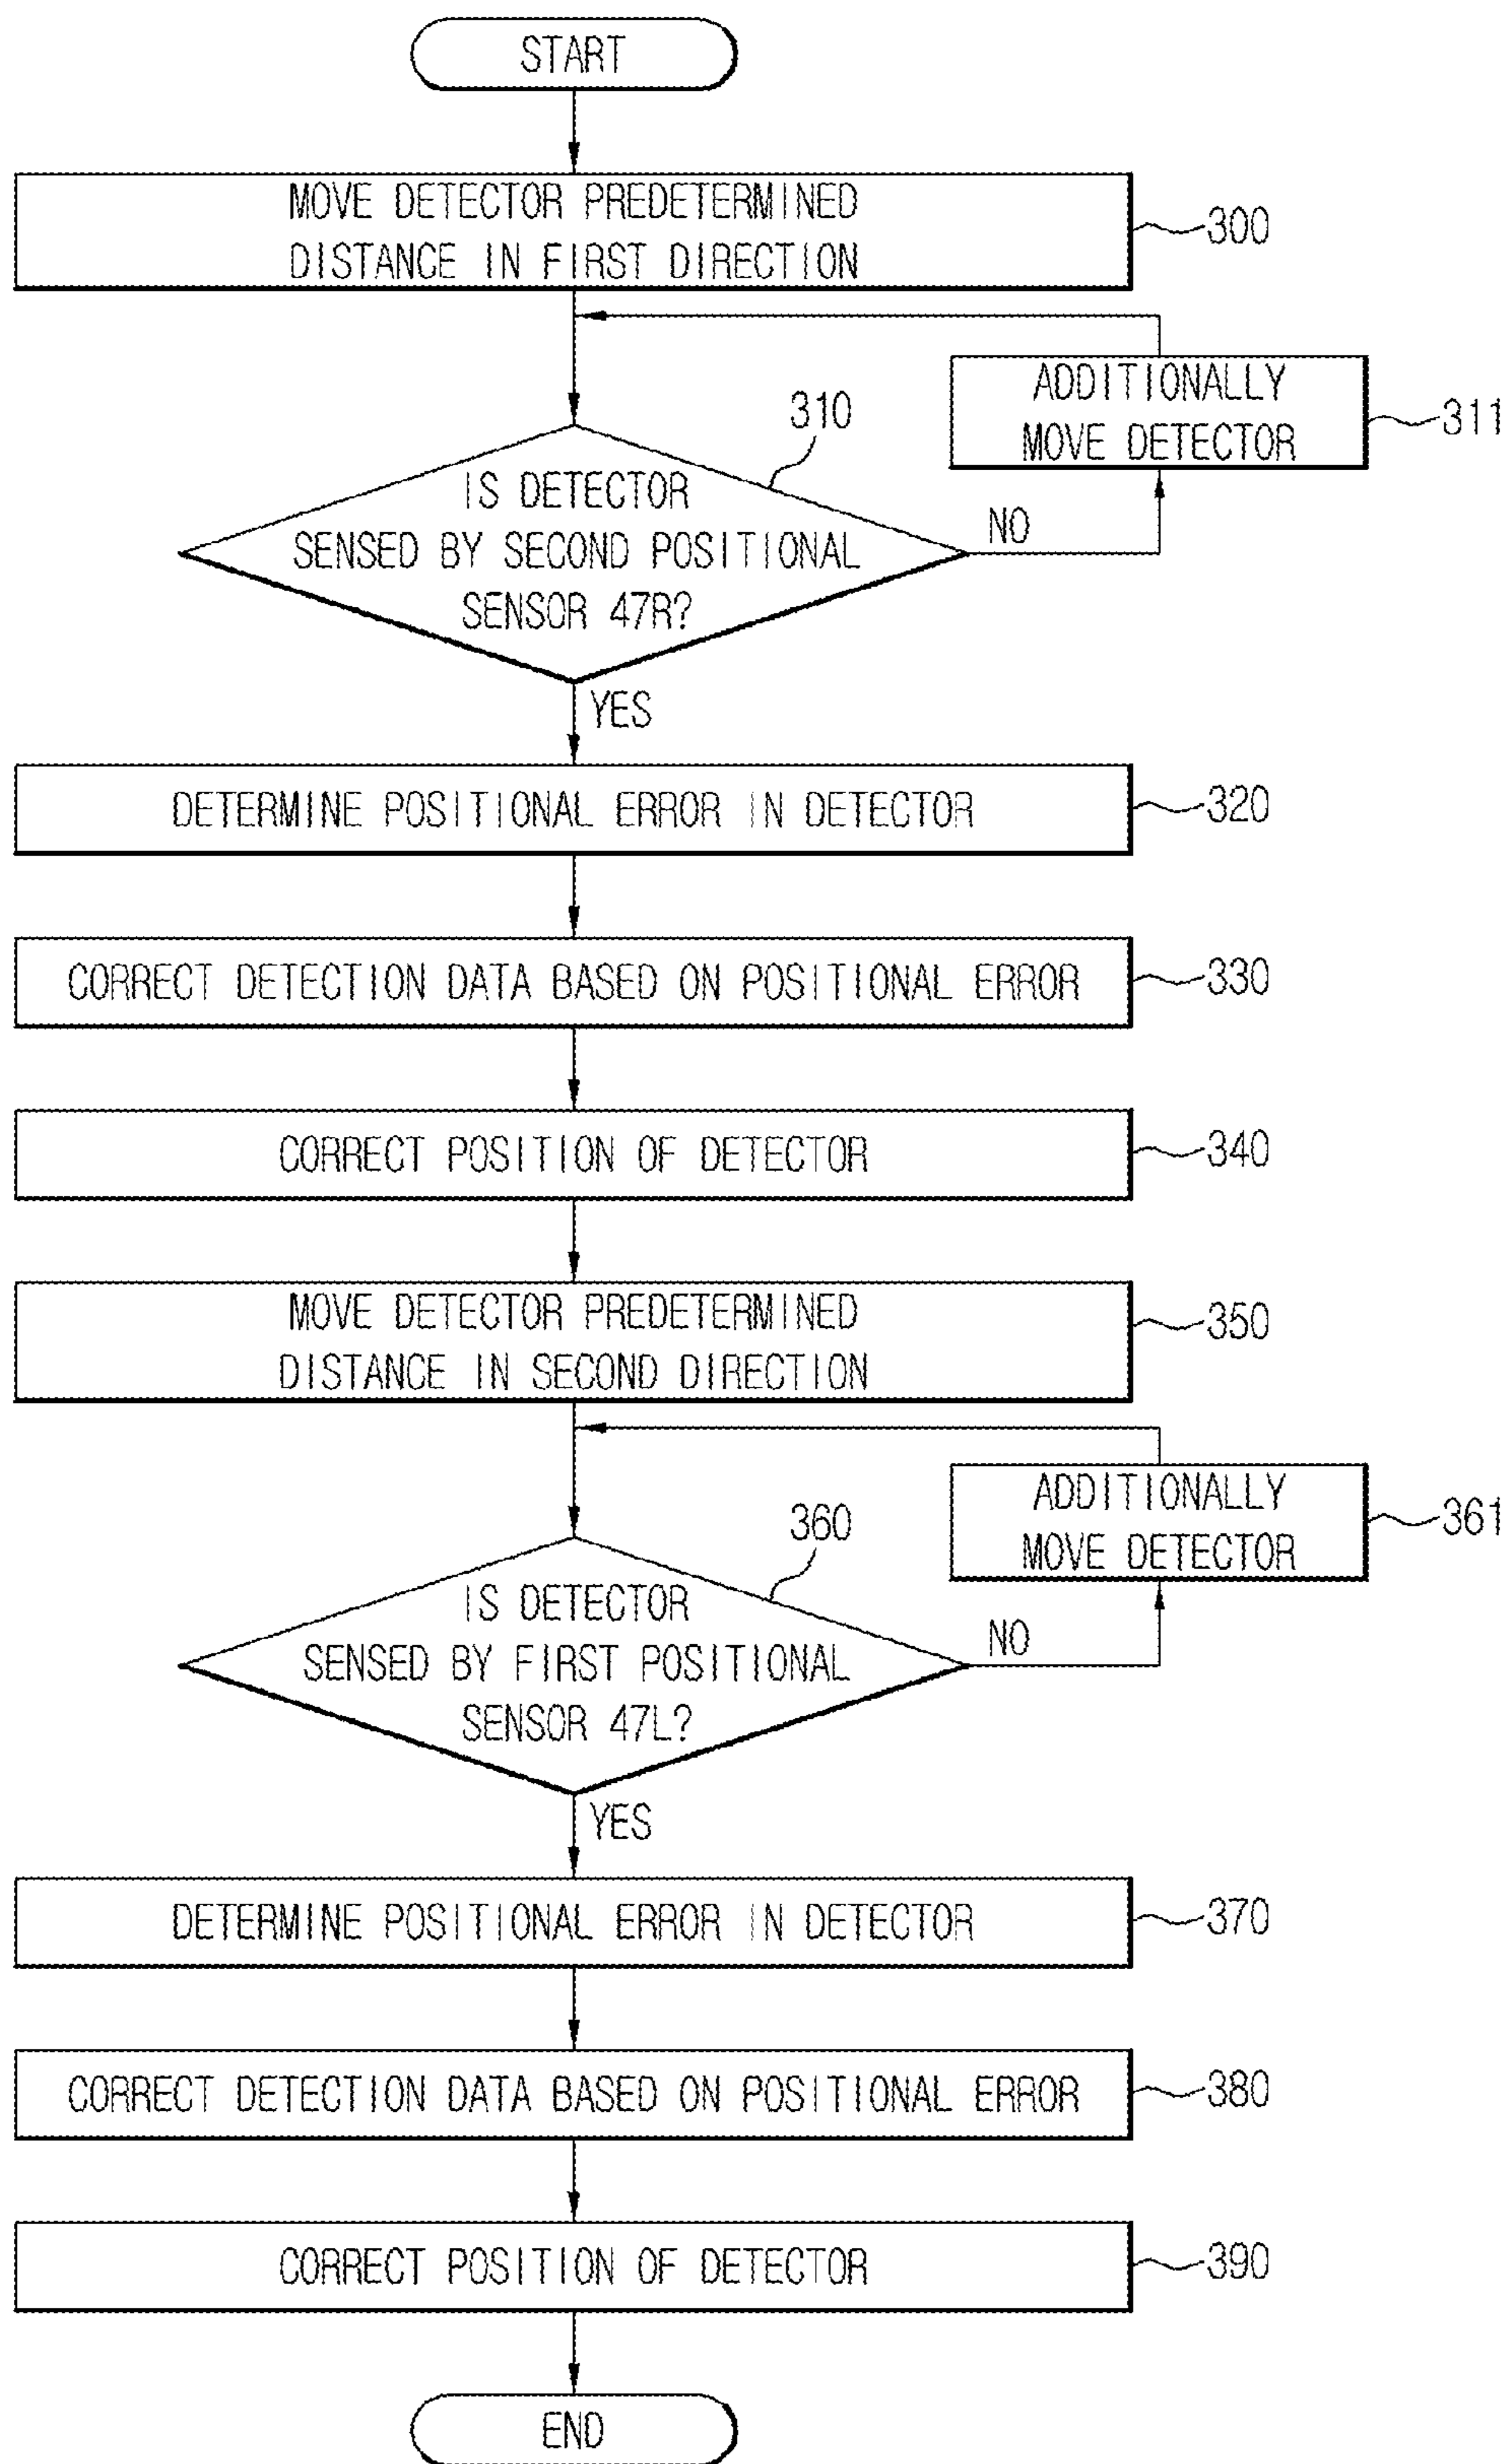 START
MOVE DETECTOR PREDETERMINED
DISTANCE IN FIRST DIRECTION
300
ADDITIONALLY
MOVE DETECTOR
311
310
IS DETECTOR
SENSED BY SECOND POSITIONAL
SENSOR 47R?
NO
YES
DETERMINE POSITIONAL ERROR IN DETECTOR
320
CORRECT DETECTION DATA BASED ON POSITIONAL ERROR
330
CORRECT POSITION OF DETECTOR
340
MOVE DETECTOR PREDETERMINED
DISTANCE IN SECOND DIRECTION
350
ADDITIONALLY
MOVE DETECTOR
361
360
IS DETECTOR
SENSED BY FIRST POSITIONAL
SENSOR 47L?
NO
YES
DETERMINE POSITIONAL ERROR IN DETECTOR
370
CORRECT DETECTION DATA BASED ON POSITIONAL ERROR
380
CORRECT POSITION OF DETECTOR
390
END